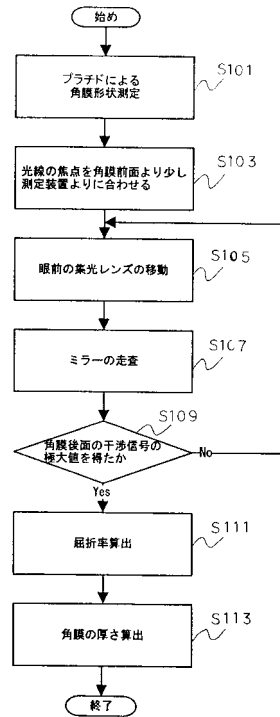 始め
プラチドによる
角膜形状測定
S101
光線の焦点を角膜前面より少し
測定装置よりに合わせる
S103
眼前の集光レンズの移動
S105
ミラーの走査
S107
角膜後面の干渉信号の
極大値を得たか
S109
No
Yes
屈折率算出
S111
角膜の厚さ算出
S113
終了